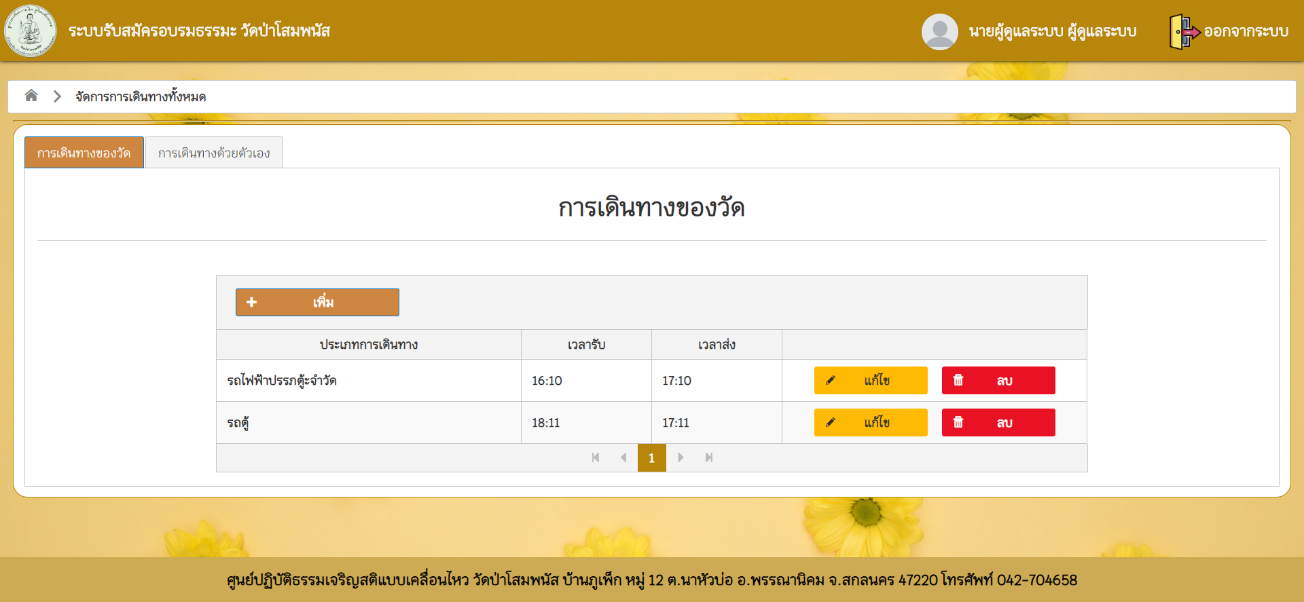 ระบบรับสมัครอบรมธรรมะ วัดป่าโสมพนัส
นายผู้ดูแลระบบ ผู้ดูแลระบบ
ออกจากระบบ
จัดการการเดินทางทั้งหมด
การเดินทางของวัด
การเดินทางด้วยตัวเอง
การเดินทางของวัด
เพิ่ม
ประเภทการเดินทาง เวลารับ เวลาส่ง
รถไฟฟ้าปรรภตู้ะจำวัด 16:10 17:10 แก้ไข ลบ
รถตู้ 18:11 17:11 แก้ไข ลบ
1
ศูนย์ปฏิบัติธรรมเจริญสติแบบเคลื่อนไหว วัดป่าโสมพนัส บ้านภูเพ็ก หมู่ 12 ต.นาหัวบ่อ อ.พรรณานิคม จ.สกลนคร 47220 โทรศัพท์ 042-704658